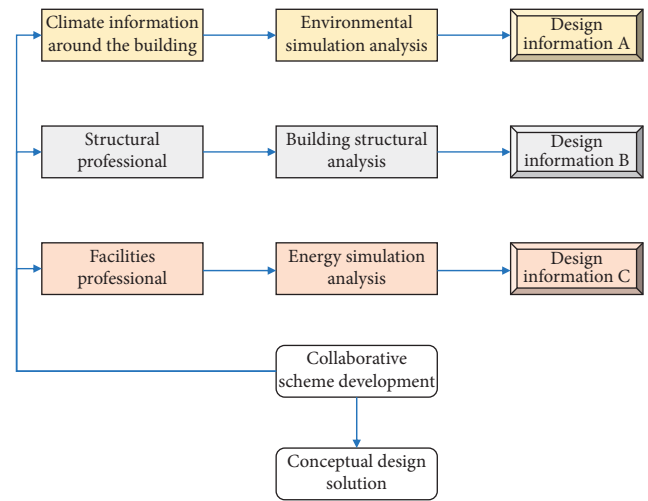 Climate information
around the building
Environmental
simulation analysis
Design
information A
Structural
professional
Building structural
analysis
Design
information B
Facilities
professional
Energy simulation
analysis
Design
information C
Collaborative
scheme development
Conceptual design
solution